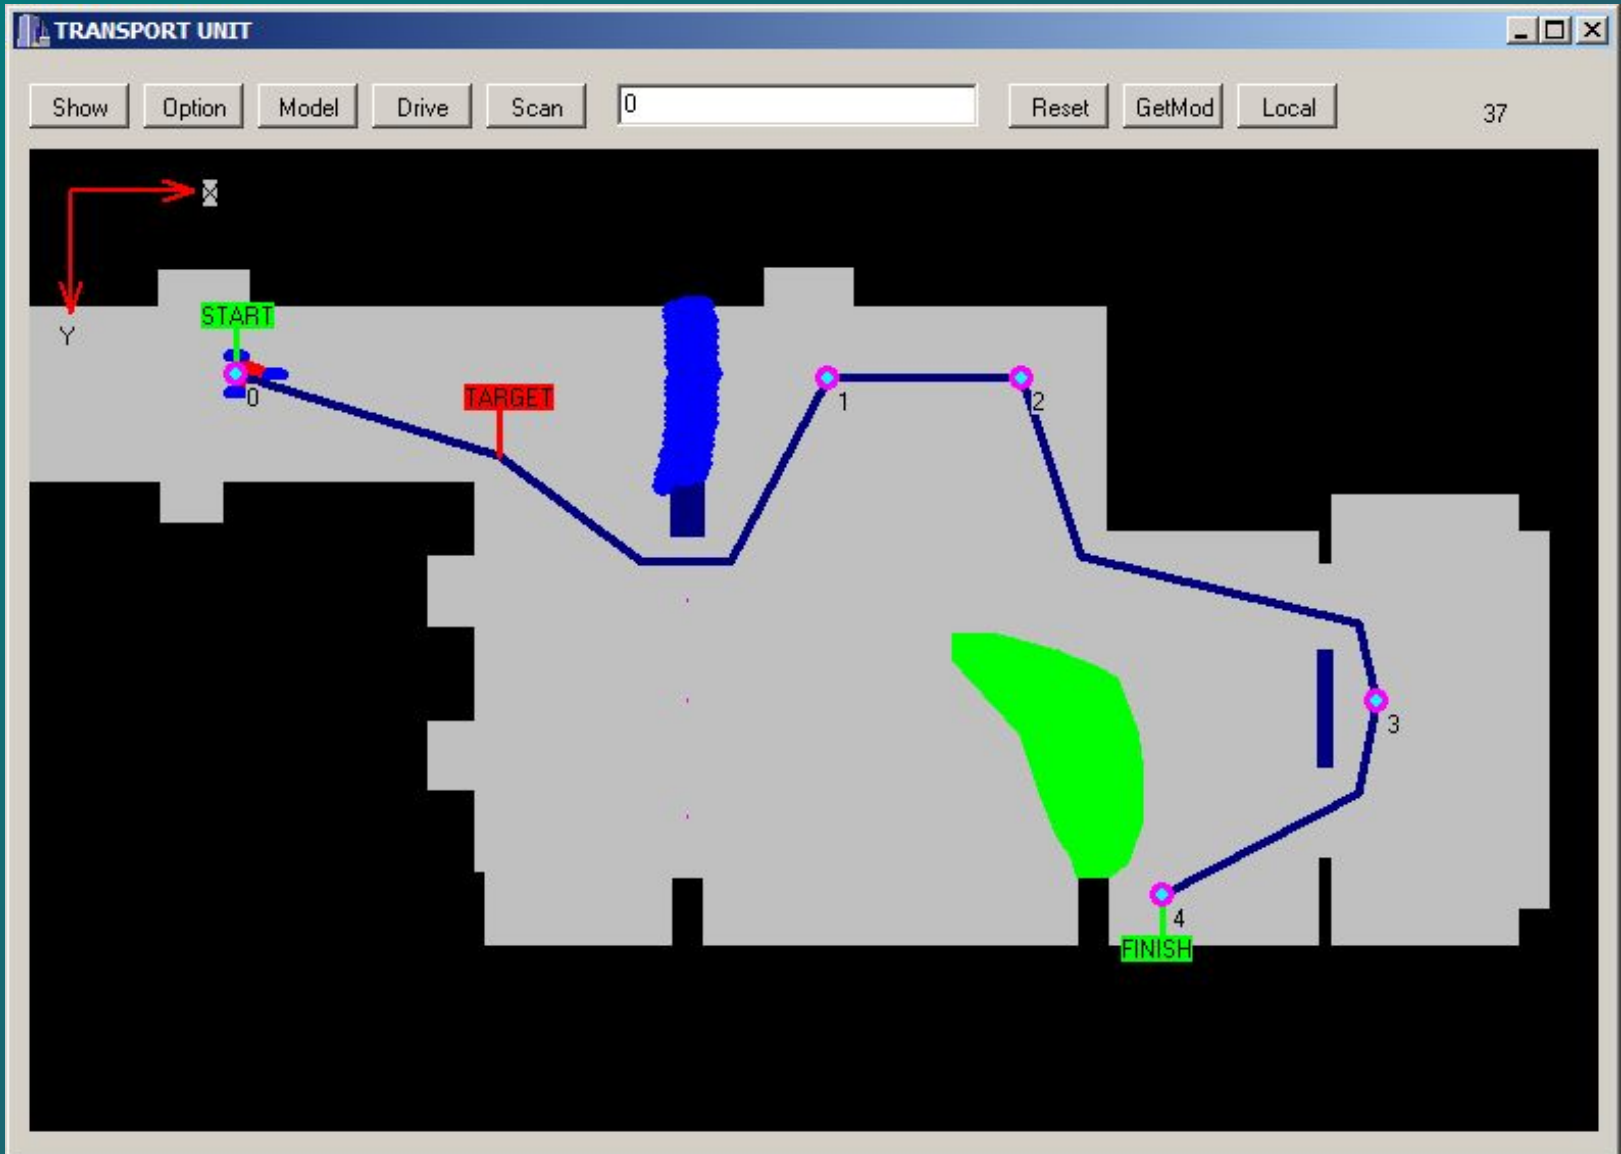 TRANSPORT UNIT
Show Option Model Drive Scan 0 Reset GetMod Local 37
X
START
Y
TARGET
0
1
2
3
4
FINISH